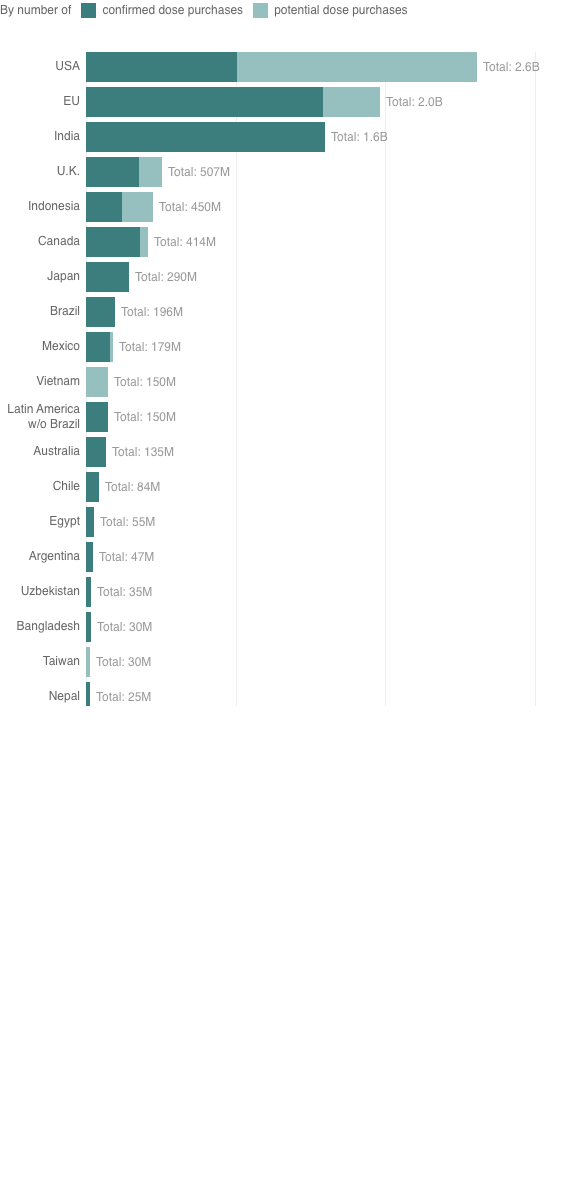 By number of confirmed dose purchases potential dose purchases
USA Total: 2.6B
EU Total: 2.0B
India Total: 1.6B
U.K. Total: 507M
Indonesia Total: 450M
Canada Total: 414M
Japan Total: 290M
Brazil Total: 196M
Mexico Total: 179M
Vietnam Total: 150M
Latin America
w/o Brazil Total: 150M
Australia Total: 135M
Chile Total: 84M
Egypt Total: 55M
Argentina Total: 47M
Uzbekistan Total: 35M
Bangladesh Total: 30M
Taiwan Total: 30M
Nepal Total: 25M